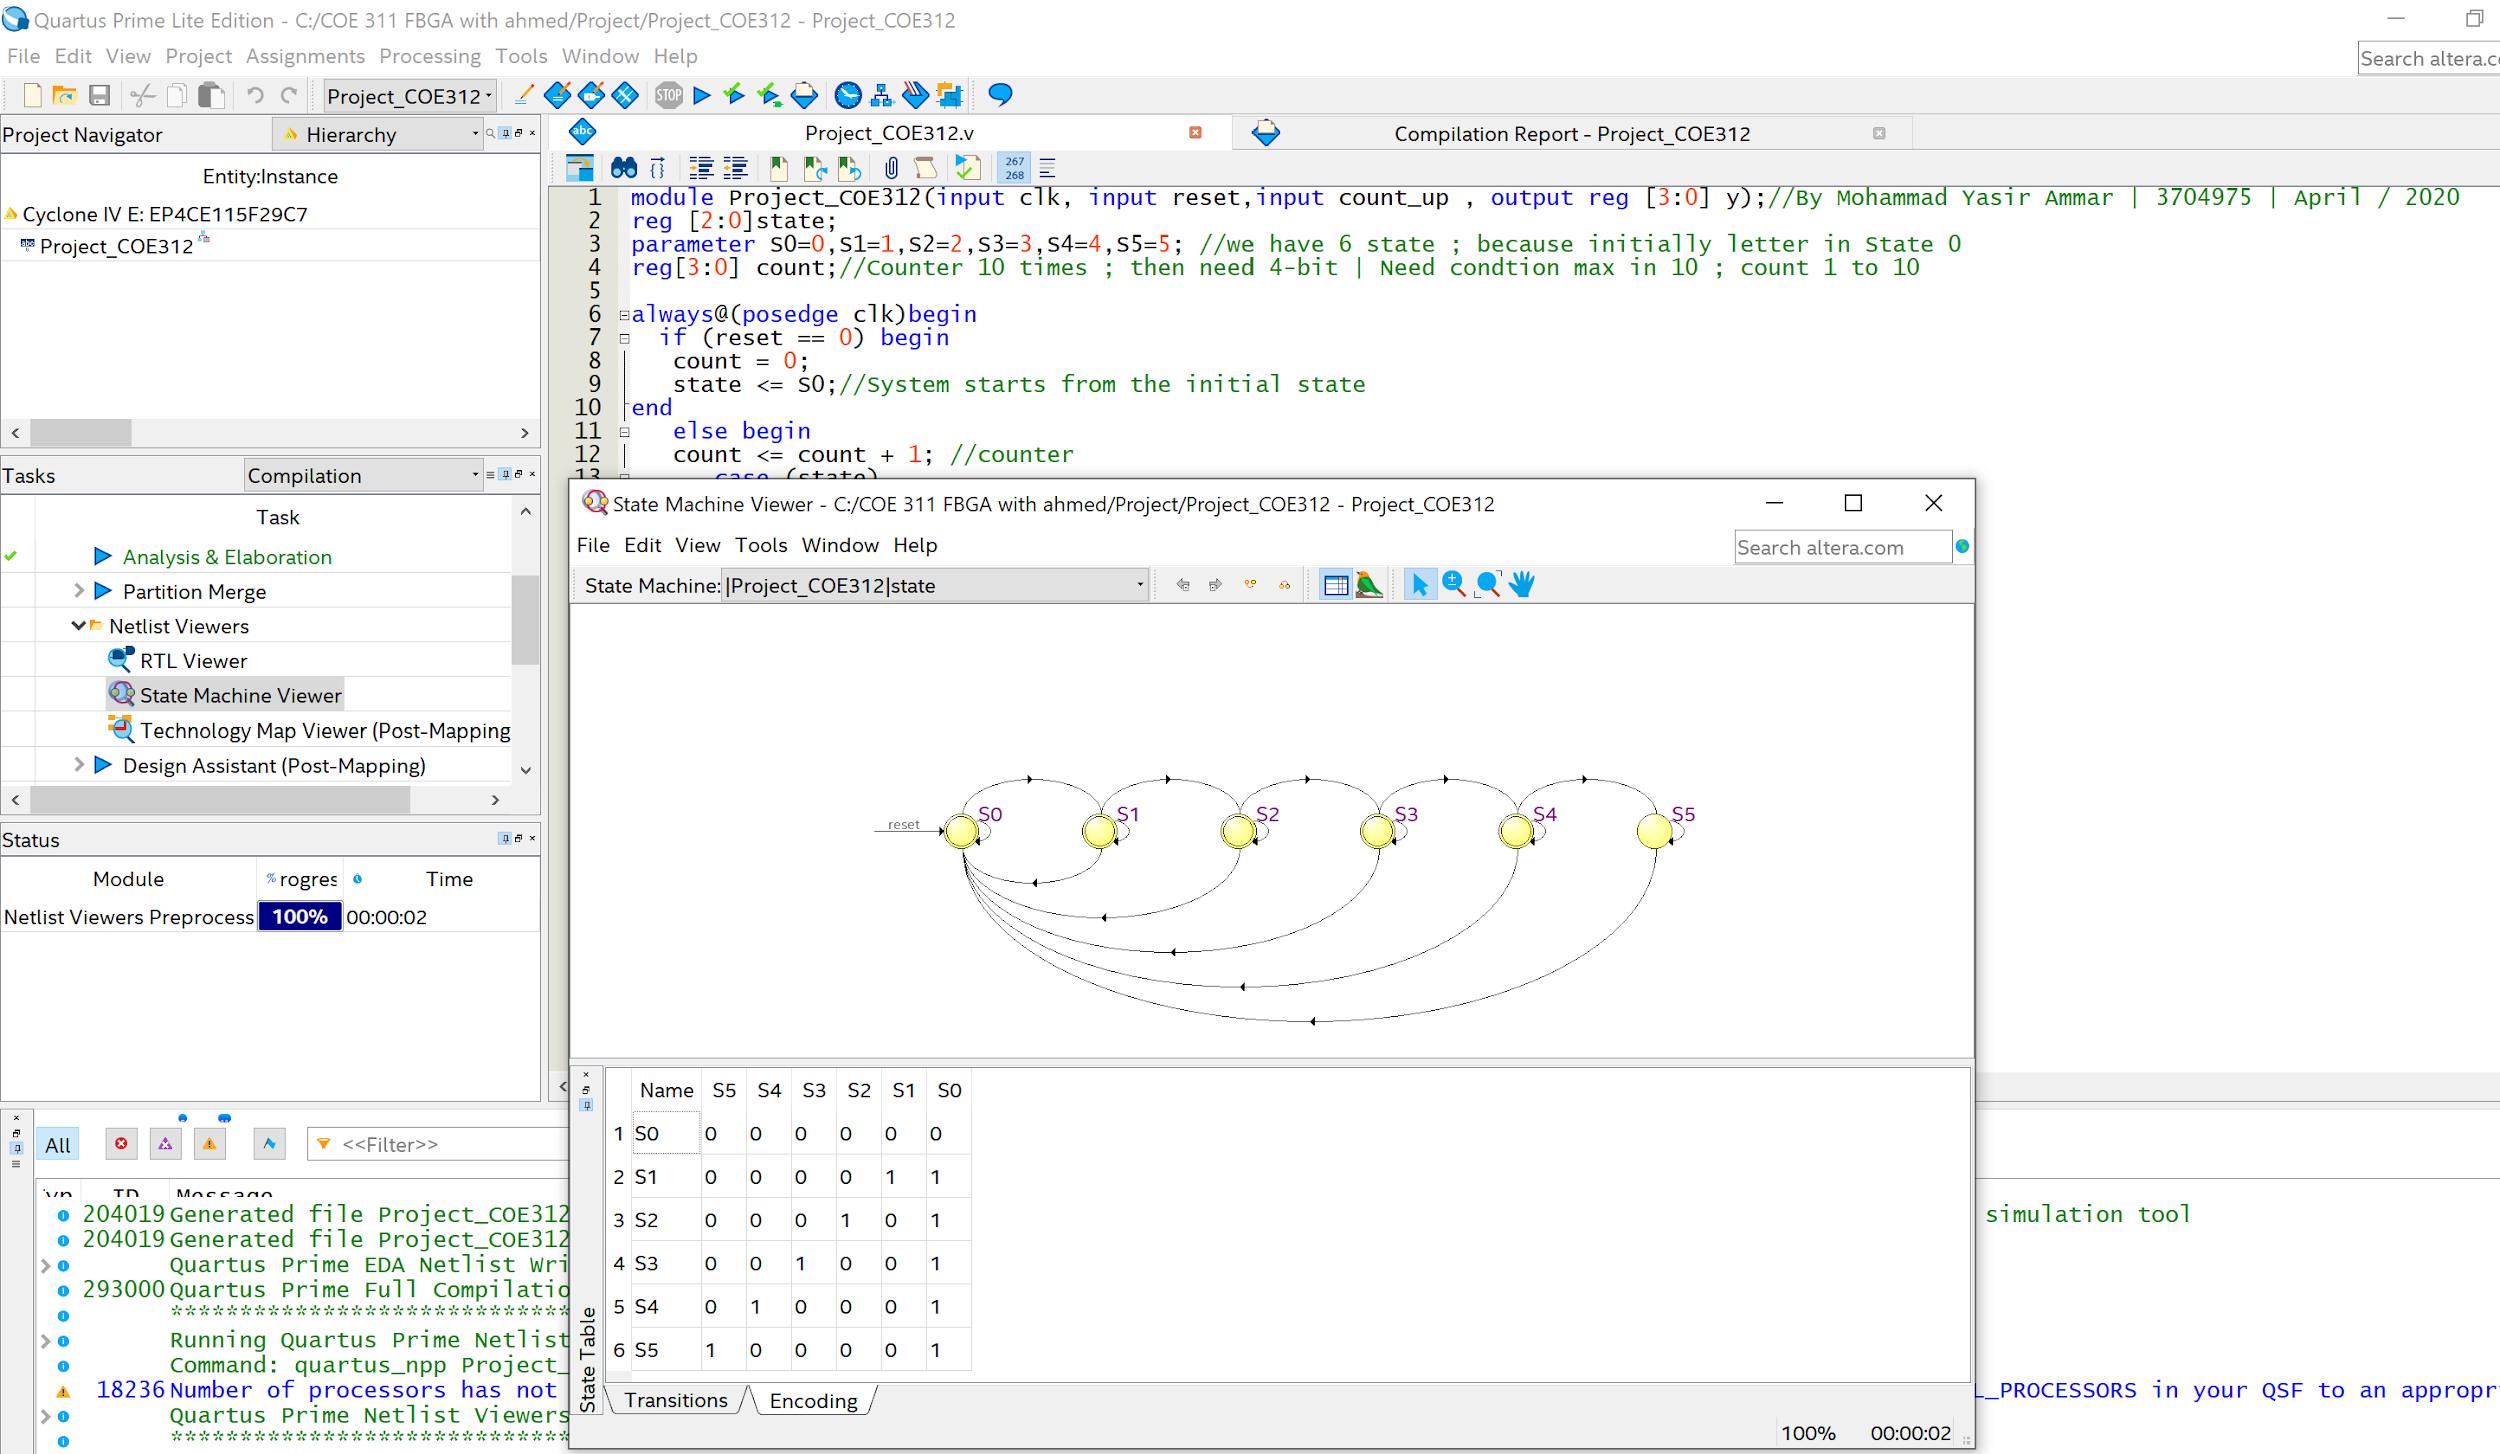 Quartus Prime Lite Edition - C:/COE 311 FBGA with ahmed/Project/Project_COE312 - Project_COE312
File Edit View Project Assignments Processing Tools Window Help
Search altera.co
Project_COE312
Project Navigator Hierarchy
Entity:Instance
Cyclone IV E: EP4CE115F29C7
Project_COE312
Project_COE312.v
Compilation Report - Project_COE312
267
268
1 module Project_COE312(input clk, input reset,input count_up , output reg [3:0] y);//By Mohammad Yasir Ammar | 3704975 | April / 2020
2 reg [2:0]state;
3 parameter S0=0,S1=1,S2=2,S3=3,S4=4,S5=5; //we have 6 state ; because initially letter in State 0
4 reg[3:0] count;//Counter 10 times ; then need 4-bit | Need condtion max in 10 ; count 1 to 10
5
6 always@(posedge clk)begin
7 if (reset == 0) begin
8 count = 0;
9 state <= S0;//System starts from the initial state
10 end
11 else begin
12 count <= count + 1; //counter
13 case (state)
Tasks Compilation
Task
Analysis & Elaboration
Partition Merge
Netlist Viewers
RTL Viewer
State Machine Viewer
Technology Map Viewer (Post-Mapping
Design Assistant (Post-Mapping)
Status
Module % rogres Time
Netlist Viewers Preprocess 100% 00:00:02
State Machine Viewer - C:/COE 311 FBGA with ahmed/Project/Project_COE312 - Project_COE312
File Edit View Tools Window Help
Search altera.com
State Machine: |Project_COE312|state
reset S0 S1 S2 S3 S4 S5
Name S5 S4 S3 S2 S1 S0
1 S0 0 0 0 0 0 0
2 S1 0 0 0 0 1 1
3 S2 0 0 0 1 0 1
4 S3 0 0 1 0 0 1
5 S4 0 1 0 0 0 1
6 S5 1 0 0 0 0 1
State Table
Transitions Encoding
100% 00:00:02
All <<Filter>>
ID Message
204019 Generated file Project_COE312 simulation tool
204019 Generated file Project_COE312
Quartus Prime EDA Netlist Wri
293000 Quartus Prime Full Compilatio
*****************************
Running Quartus Prime Netlist
Command: quartus_npp Project_
18236 Number of processors has not L_PROCESSORS in your QSF to an appropr
Quartus Prime Netlist Viewers
*****************************